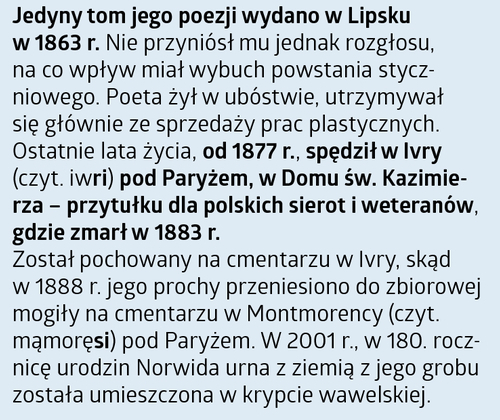 Jedyny tom jego poezji wydano w Lipsku
w 1863 r. Nie przyniósł mu jednak rozgłosu,
na co wpływ miał wybuch powstania stycz-
niowego. Poeta żył w ubóstwie, utrzymywał
się głównie ze sprzedaży prac plastycznych.
Ostatnie lata życia, od 1877 r., spędził w Ivry
(czyt. iwri) pod Paryżem, w Domu św. Kazimie-
rza – przytułku dla polskich sierot i weteranów,
gdzie zmarł w 1883 r.
Został pochowany na cmentarzu w Ivry, skąd
w 1888 r. jego prochy przeniesiono do zbiorowej
mogiły na cmentarzu w Montmorency (czyt.
mąmoręsi) pod Paryżem. W 2001 r., w 180. rocz-
nicę urodzin Norwida urna z ziemią z jego grobu
została umieszczona w krypcie wawelskiej.